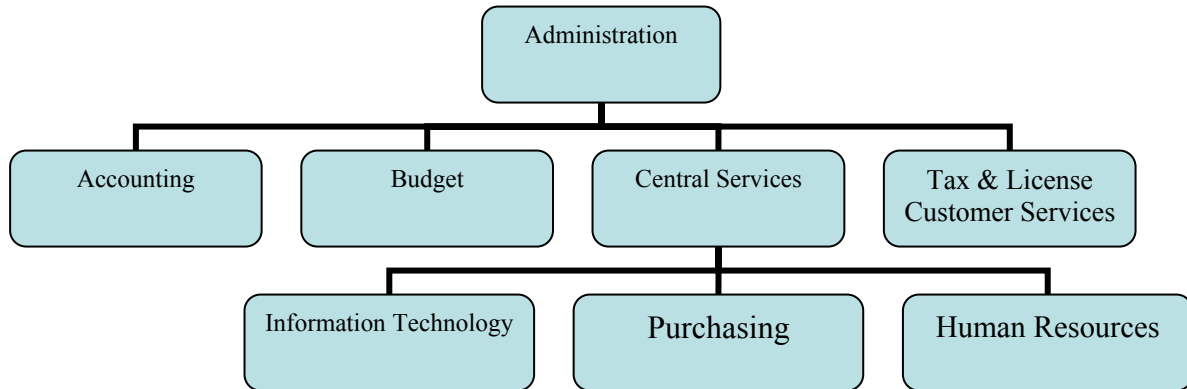 Administration
Accounting
Budget
Central Services
Tax & License
Customer Services
Information Technology
Purchasing
Human Resources